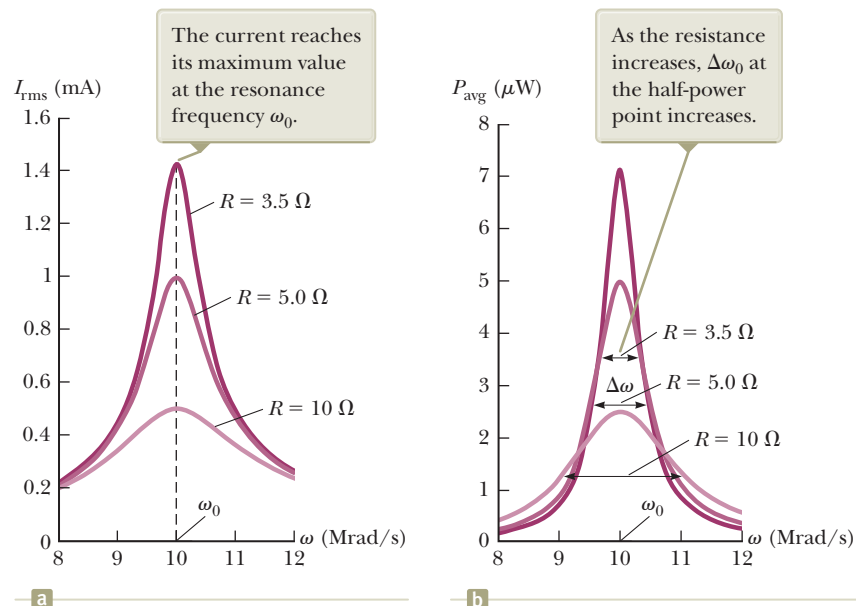 The current reaches
its maximum value
at the resonance
frequency ω0.
I rms (mA)
1.6
1.4
1.2
1
0.8
0.6
0.4
0.2
0
R = 3.5 Ω
R = 5.0 Ω
R = 10 Ω
ω0
8 9 10 11 12
ω (Mrad/s)
a
As the resistance
increases, Δω0 at
the half-power
point increases.
P avg (μW)
8
7
6
5
4
3
2
1
0
R = 3.5 Ω
Δω
R = 5.0 Ω
R = 10 Ω
ω0
8 9 10 11 12
ω (Mrad/s)
b